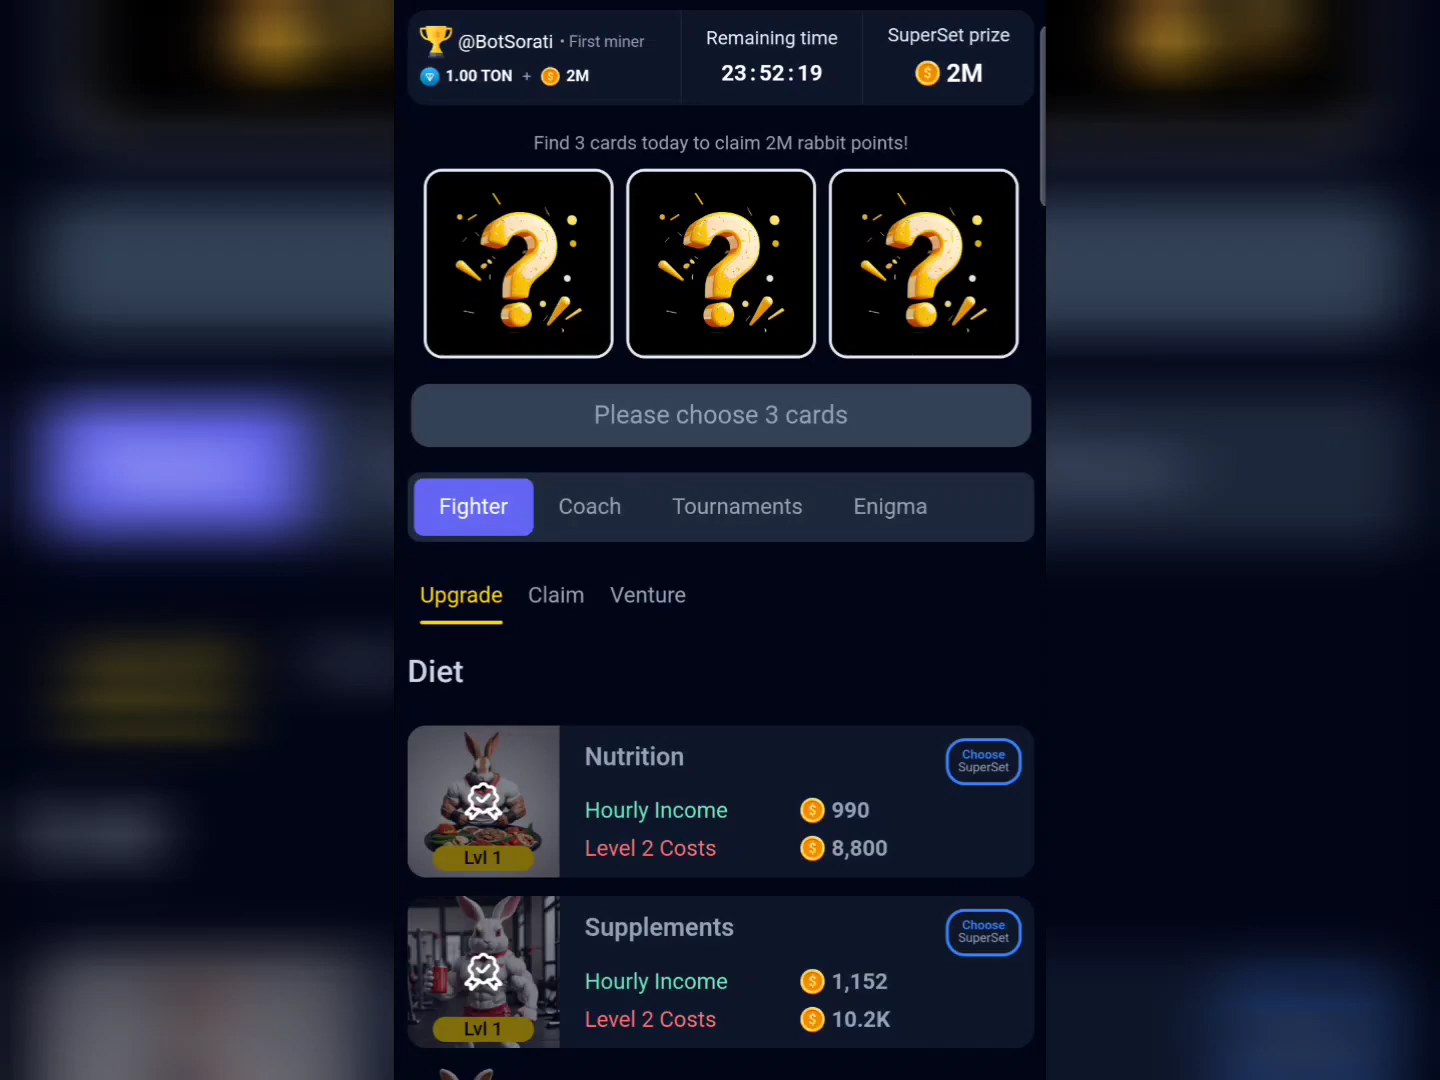 @BotSorati • First miner
1.00 TON + 2M
Remaining time
23:52:19
SuperSet prize
2M
Find 3 cards today to claim 2M rabbit points!
Please choose 3 cards
Fighter Coach Tournaments Enigma
Upgrade Claim Venture
Diet
Nutrition
Choose
SuperSet
Hourly Income 990
Level 2 Costs 8,800
Lvl 1
Supplements
Choose
SuperSet
Hourly Income 1,152
Level 2 Costs 10.2K
Lvl 1